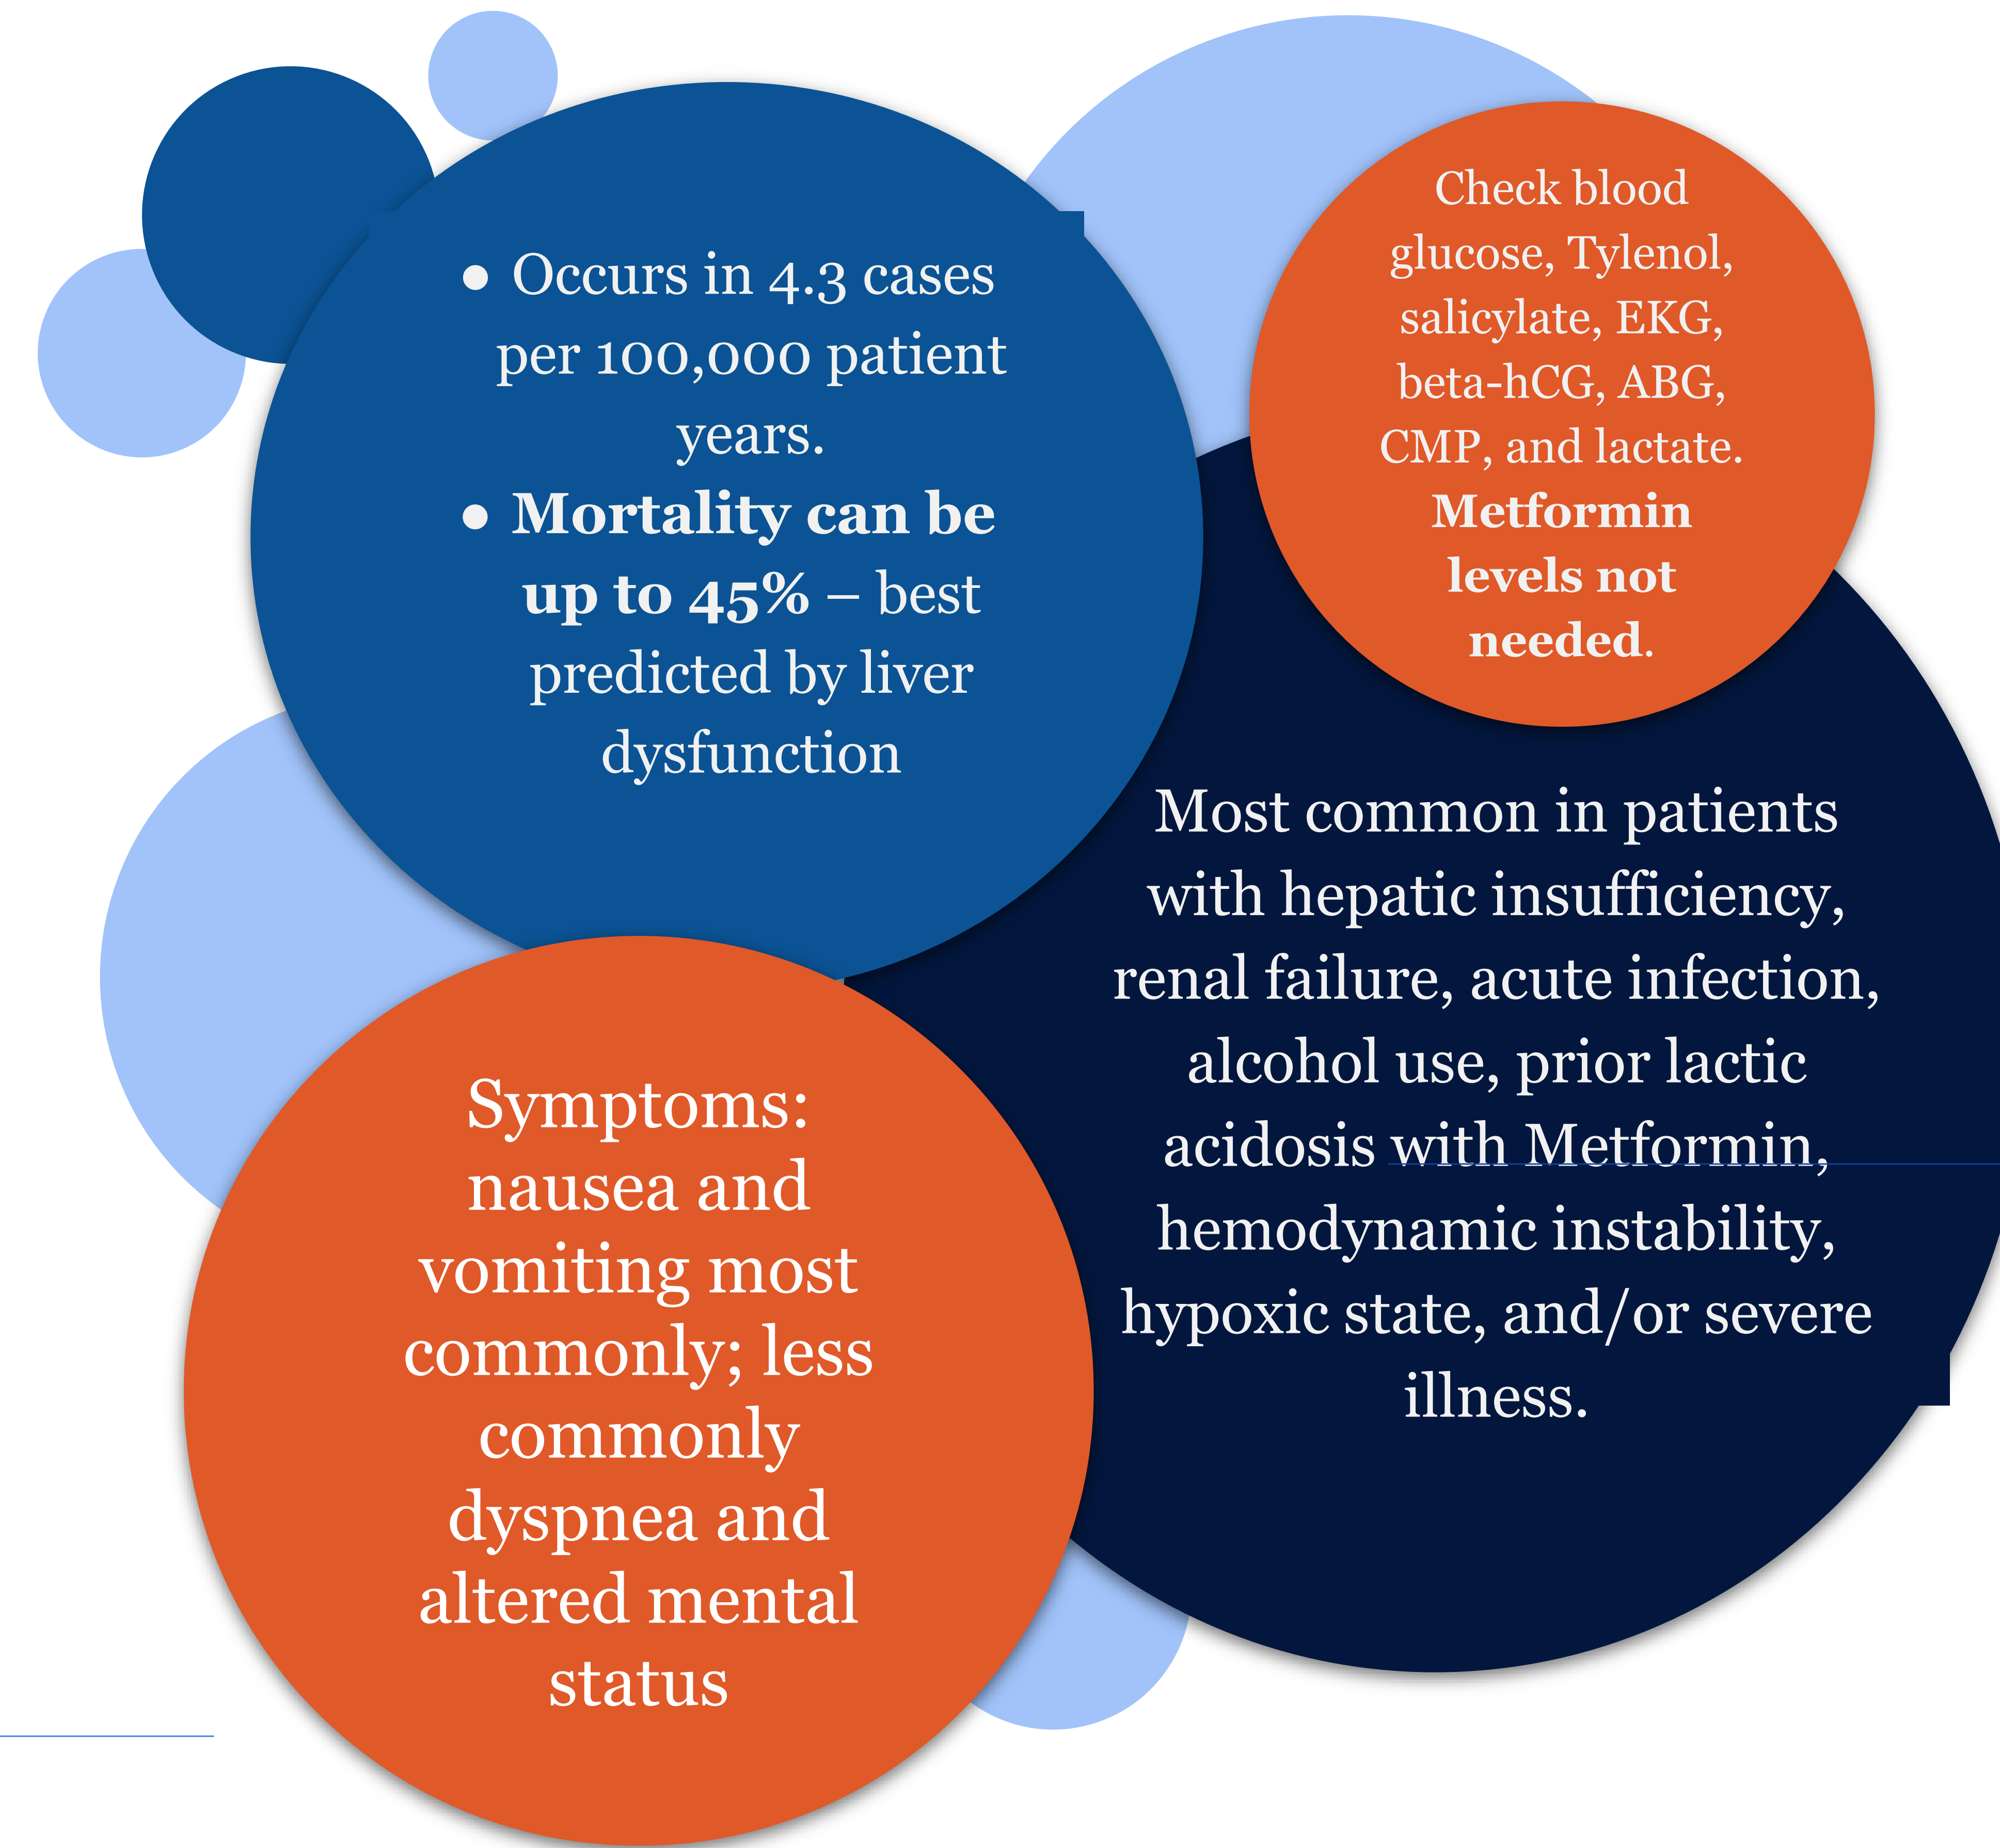 ● Occurs in 4.3 cases
per 100,000 patient
years.
● Mortality can be
up to 45% – best
predicted by liver
dysfunction
Check blood
glucose, Tylenol,
salicylate, EKG,
beta-hCG, ABG,
CMP, and lactate.
Metformin
levels not
needed.
Most common in patients
with hepatic insufficiency,
renal failure, acute infection,
alcohol use, prior lactic
acidosis with Metformin,
hemodynamic instability,
hypoxic state, and/or severe
illness.
Symptoms:
nausea and
vomiting most
commonly; less
commonly
dyspnea and
altered mental
status